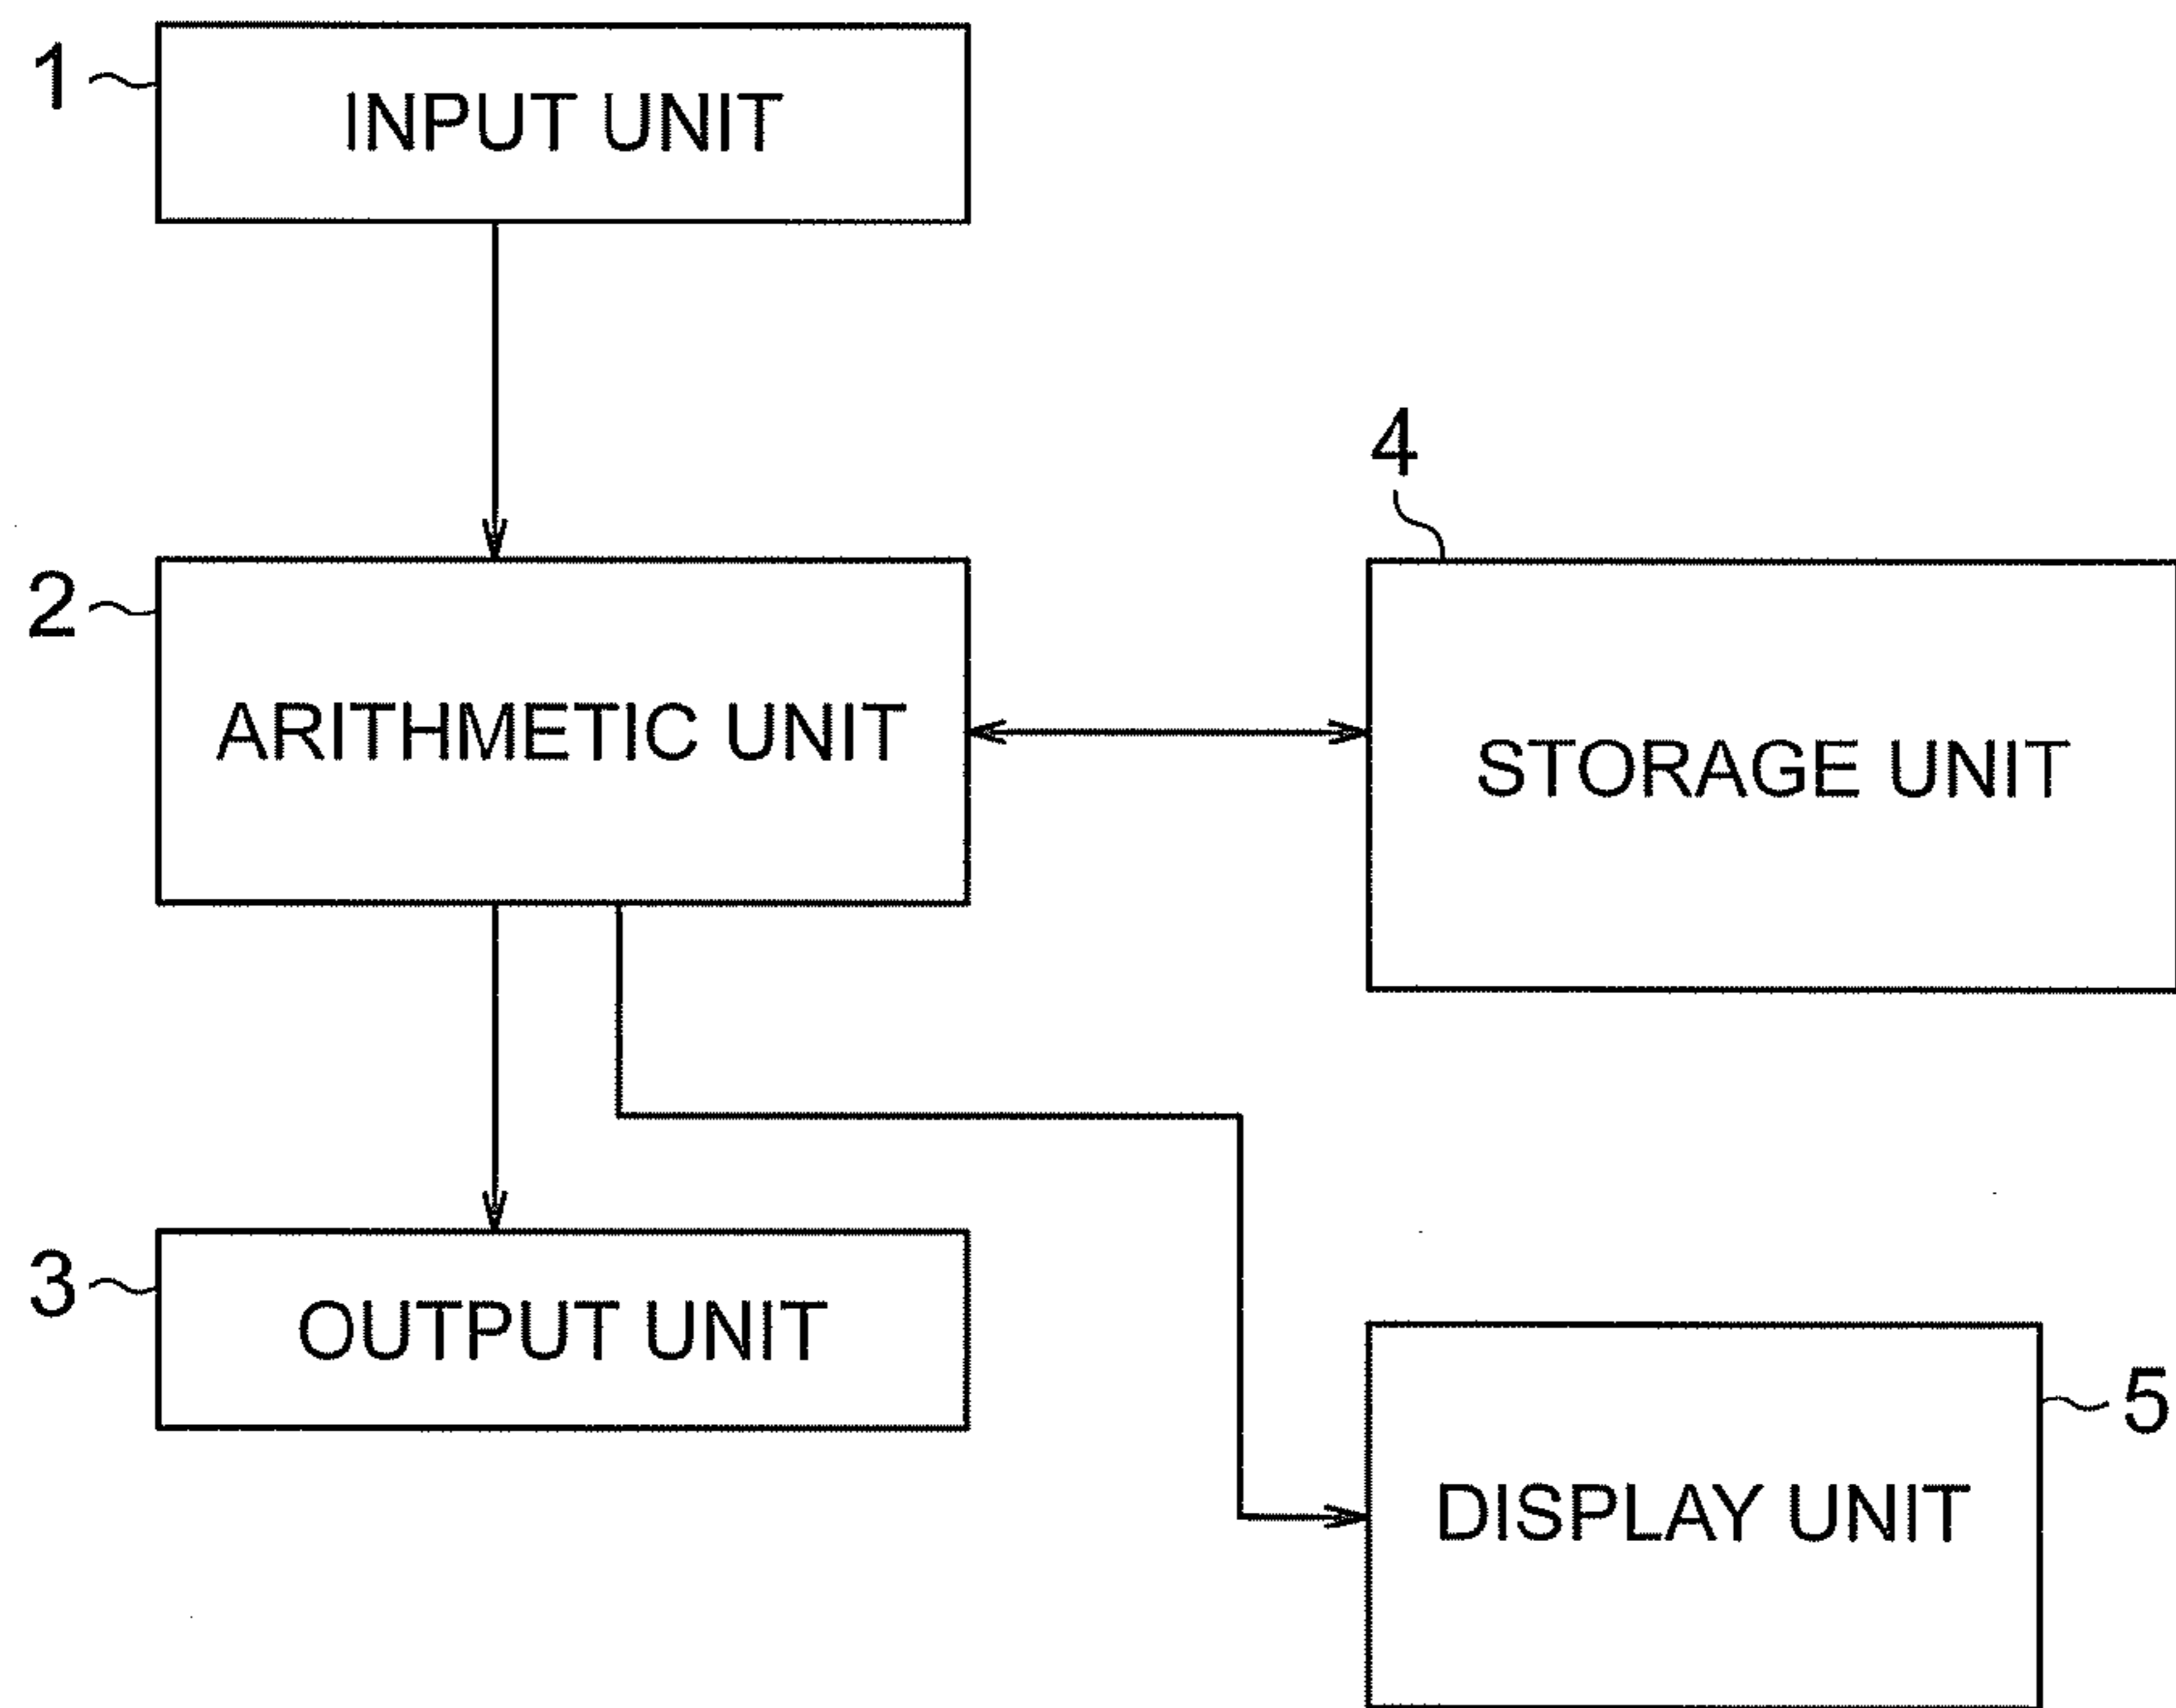 1
INPUT UNIT
4
2
ARITHMETIC UNIT
STORAGE UNIT
3
OUTPUT UNIT
5
DISPLAY UNIT